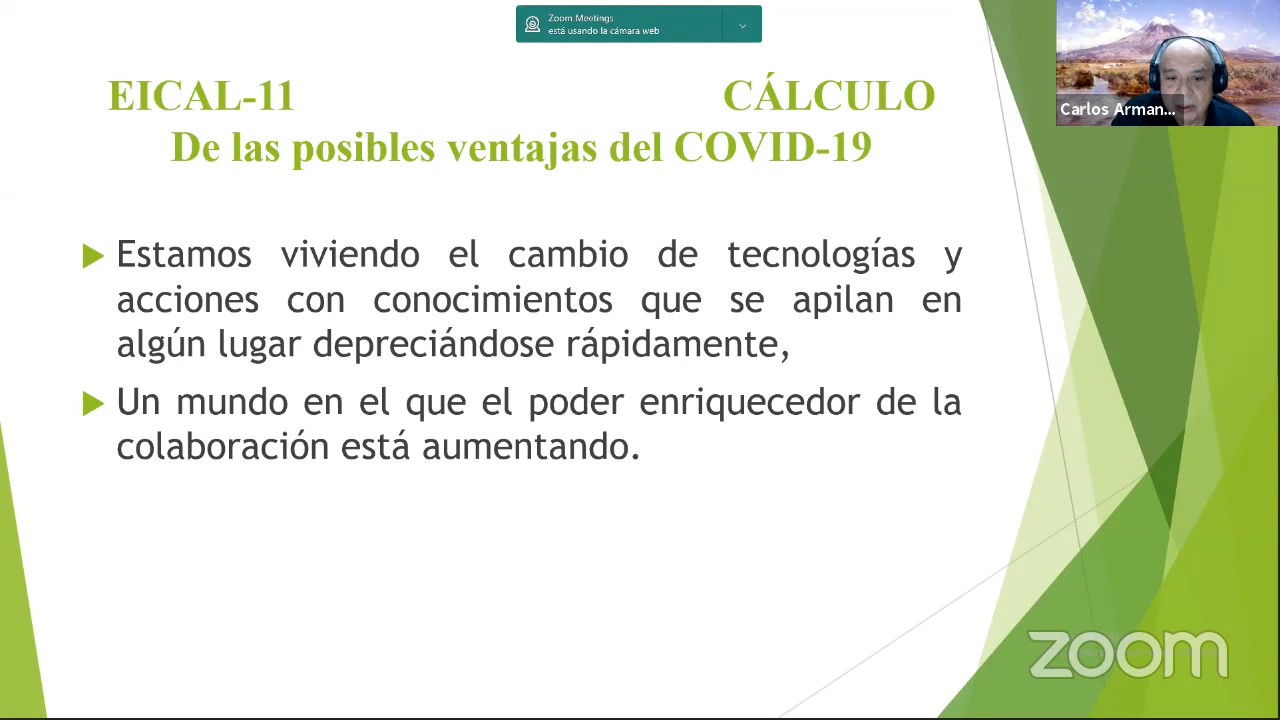 Zoom Meetings
está usando la cámara web
EICAL-11 CÁLCULO
De las posibles ventajas del COVID-19
Carlos Arman...
Estamos viviendo el cambio de tecnologías y
acciones con conocimientos que se apilan en
algún lugar depreciándose rápidamente,
Un mundo en el que el poder enriquecedor de la
colaboración está aumentando.
zoom